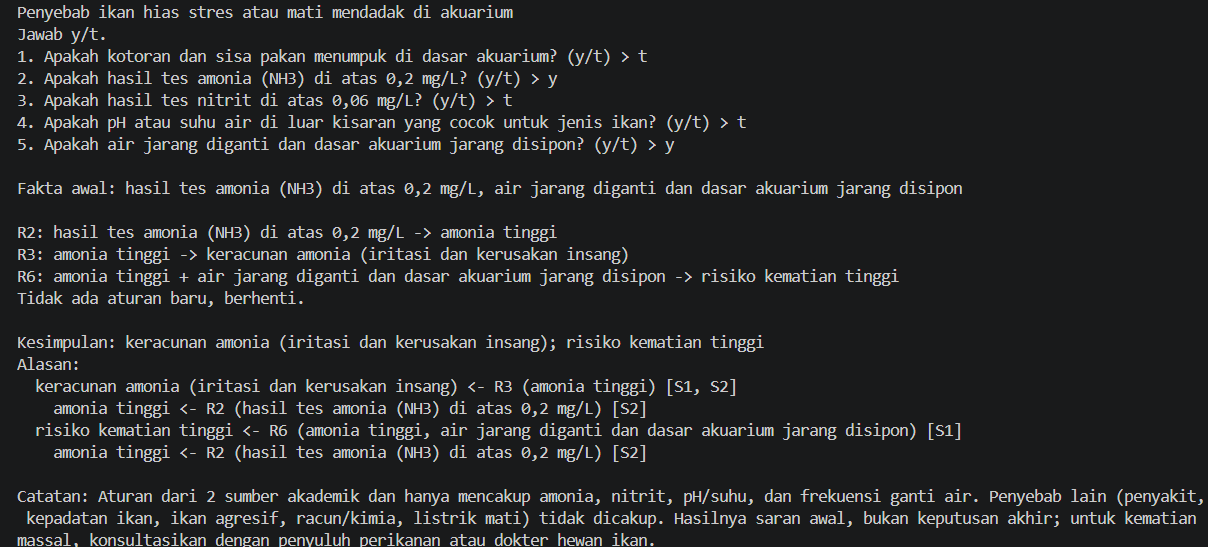 Penyebab ikan hias stres atau mati mendadak di akuarium
Jawab y/t.
1. Apakah kotoran dan sisa pakan menumpuk di dasar akuarium? (y/t) > t
2. Apakah hasil tes amonia (NH3) di atas 0,2 mg/L? (y/t) > y
3. Apakah hasil tes nitrit di atas 0,06 mg/L? (y/t) > t
4. Apakah pH atau suhu air di luar kisaran yang cocok untuk jenis ikan? (y/t) > t
5. Apakah air jarang diganti dan dasar akuarium jarang disipon? (y/t) > y
Fakta awal: hasil tes amonia (NH3) di atas 0,2 mg/L, air jarang diganti dan dasar akuarium jarang disipon
R2: hasil tes amonia (NH3) di atas 0,2 mg/L -> amonia tinggi
R3: amonia tinggi -> keracunan amonia (iritasi dan kerusakan insang)
R6: amonia tinggi + air jarang diganti dan dasar akuarium jarang disipon -> risiko kematian tinggi
Tidak ada aturan baru, berhenti.
Kesimpulan: keracunan amonia (iritasi dan kerusakan insang); risiko kematian tinggi
Alasan:
keracunan amonia (iritasi dan kerusakan insang) <- R3 (amonia tinggi) [S1, S2]
amonia tinggi <- R2 (hasil tes amonia (NH3) di atas 0,2 mg/L) [S2]
risiko kematian tinggi <- R6 (amonia tinggi, air jarang diganti dan dasar akuarium jarang disipon) [S1]
amonia tinggi <- R2 (hasil tes amonia (NH3) di atas 0,2 mg/L) [S2]
Catatan: Aturan dari 2 sumber akademik dan hanya mencakup amonia, nitrit, pH/suhu, dan frekuensi ganti air. Penyebab lain (penyakit,
kepadatan ikan, ikan agresif, racun/kimia, listrik mati) tidak dicakup. Hasilnya saran awal, bukan keputusan akhir; untuk kematian
massal, konsultasikan dengan penyuluh perikanan atau dokter hewan ikan.